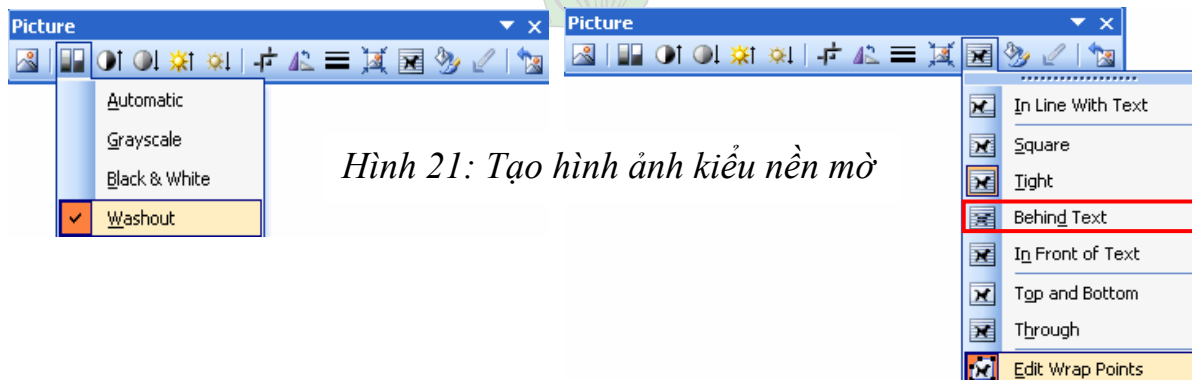 Picture
Automatic
Grayscale
Black & White
Washout
Hình 21: Tạo hình ảnh kiểu nền mờ
Picture
In Line With Text
Square
Tight
Behind Text
In Front of Text
Top and Bottom
Through
Edit Wrap Points